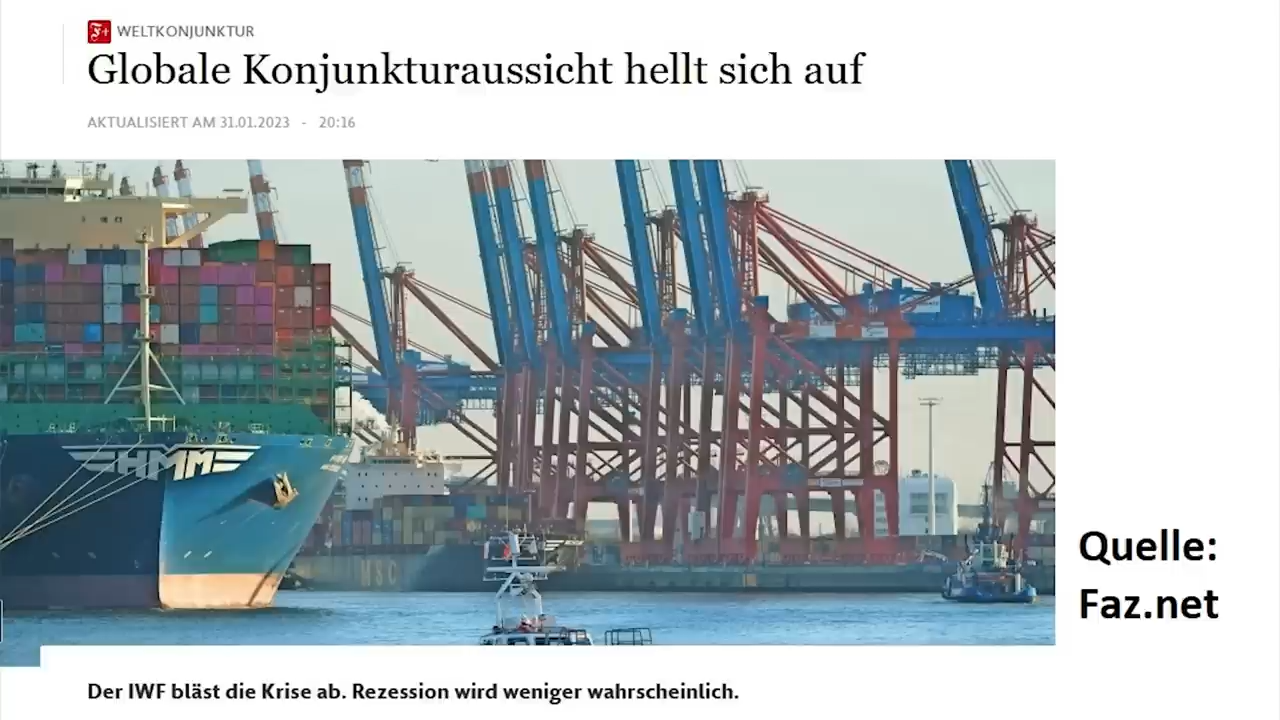 F+ WELTKONJUNKTUR
Globale Konjunkturaussicht hellt sich auf
AKTUALISIERT AM 31.01.2023 - 20:16
HMM
MSC
Quelle:
Faz.net
Der IWF bläst die Krise ab. Rezession wird weniger wahrscheinlich.